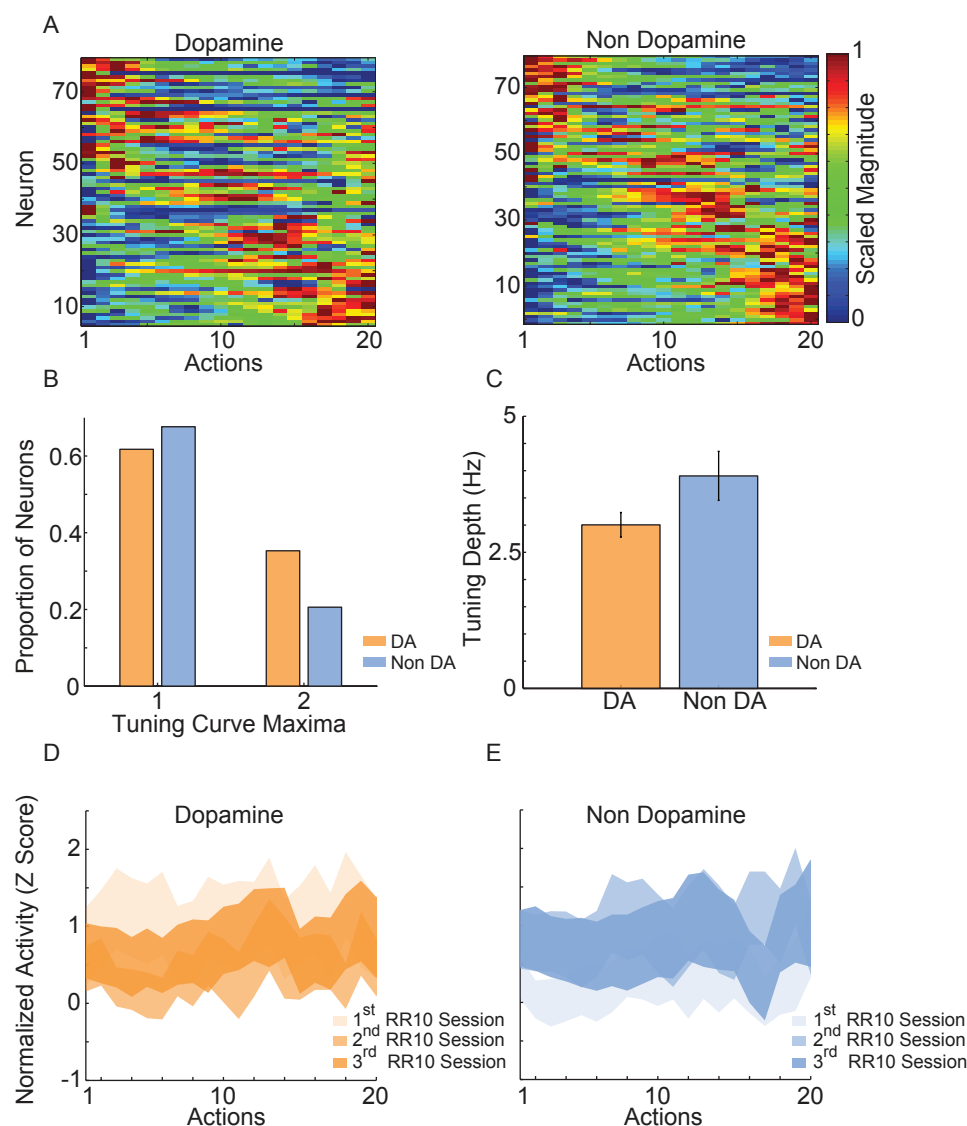 A
Dopamine
Non Dopamine
Neuron
70
50
30
10
1
10
20
Actions
70
50
30
10
1
10
20
Actions
1
0
Scaled Magnitude
B
Proportion of Neurons
0.6
0.4
0.2
0
1
2
Tuning Curve Maxima
DA
Non DA
C
Tuning Depth (Hz)
5
2.5
0
DA
Non DA
DA
Non DA
D
Dopamine
Normalized Activity (Z Score)
2
1
0
-1
1
10
20
Actions
1st RR10 Session
2nd RR10 Session
3rd RR10 Session
E
Non Dopamine
1
10
20
Actions
1st RR10 Session
2nd RR10 Session
3rd RR10 Session